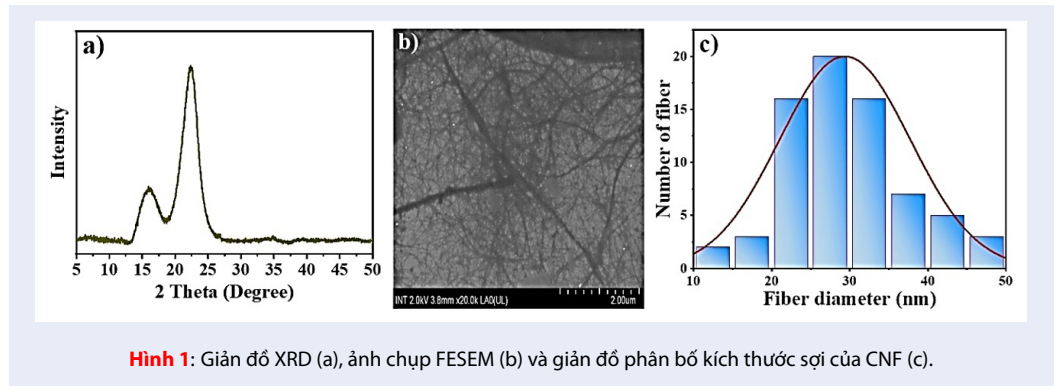 a)
Intensity
5 10 15 20 25 30 35 40 45 50
2 Theta (Degree)
b)
INT 2.0kV 3.8mm x20.0k LA0(UL)
2.00um
c)
Number of fiber
20
15
10
5
0
10 20 30 40 50
Fiber diameter (nm)
Hình 1: Giản đồ XRD (a), ảnh chụp FESEM (b) và giản đồ phân bố kích thước sợi của CNF (c).